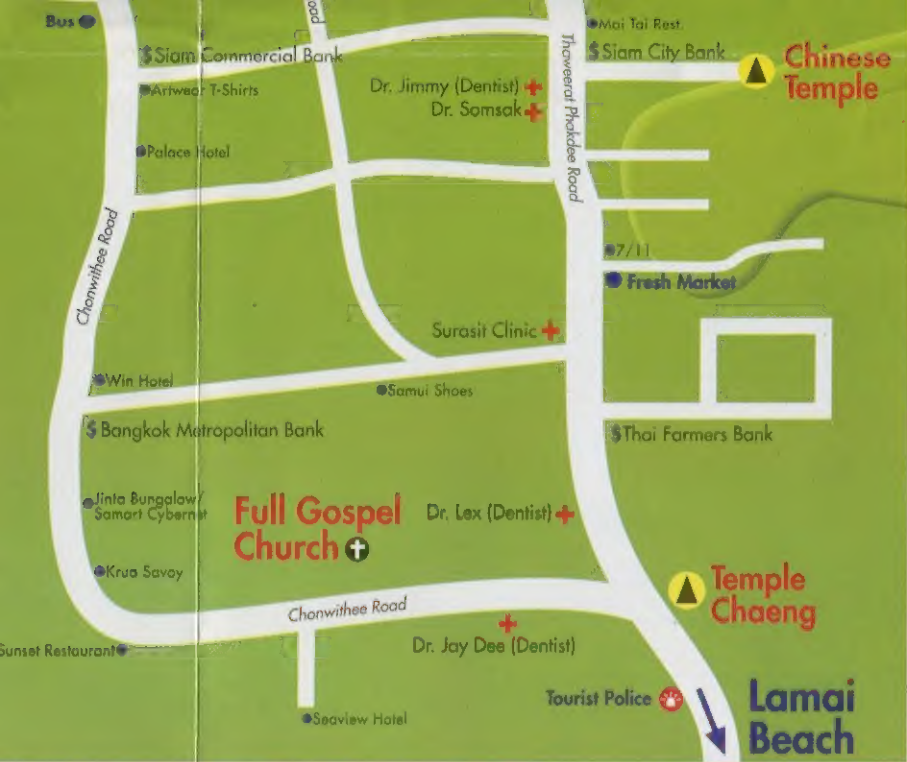 Bus
oad
Mai Tai Rest.
$ Siam Commercial Bank
$ Siam City Bank
Chinese
Temple
Artwear T-Shirts
Dr. Jimmy (Dentist)
Dr. Somsak
Thaweerat Phakdee Road
Palace Hotel
Chonwithee Road
7/11
Fresh Market
Surasit Clinic
Win Hotel
Samui Shoes
$ Bangkok Metropolitan Bank
$ Thai Farmers Bank
Jinta Bungalow/
Samart Cybernet
Full Gospel
Church
Dr. Lex (Dentist)
Krua Savoy
Temple
Chaeng
Chonwithee Road
Sunset Restaurant
Dr. Jay Dee (Dentist)
Tourist Police
Lamai
Beach
Seaview Hotel